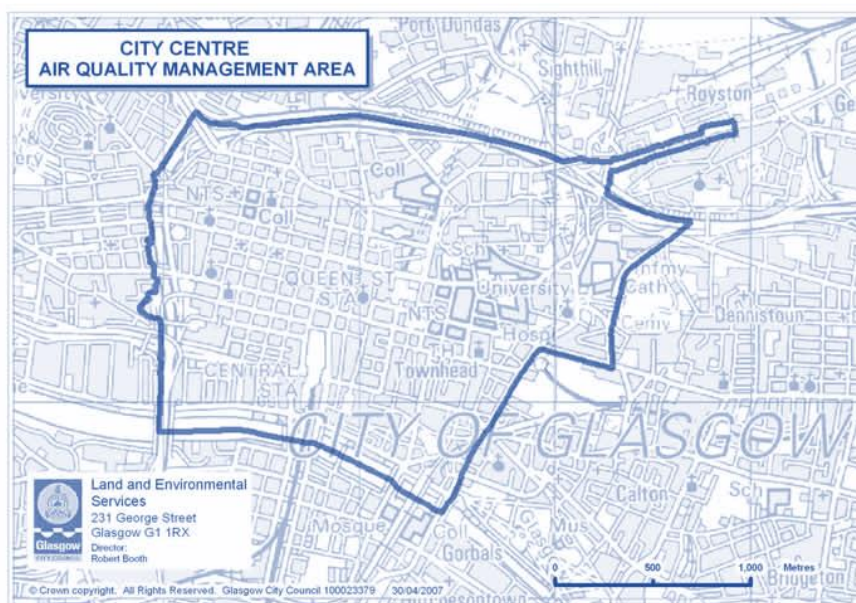 CITY CENTRE
AIR QUALITY MANAGEMENT AREA
Port Dundas
Sighthill
Royston
Coll
NTS
Coll
QUEEN ST
STA
University
Cath
NTS
Dennistoun
Hosp
TH
Townhead
CENTRAL
STA
CITY OF GLASGOW
Land and Environmental
Services
231 George Street
Glasgow G1 1RX
Director:
Robert Booth
Glasgow
CITY COUNCIL
Calton
Sch
Mosque
Coll
Mus
Gorbals
Bridgeton
0 500 1,000 Metres
© Crown copyright. All Rights Reserved. Glasgow City Council 100023379 30/04/2007